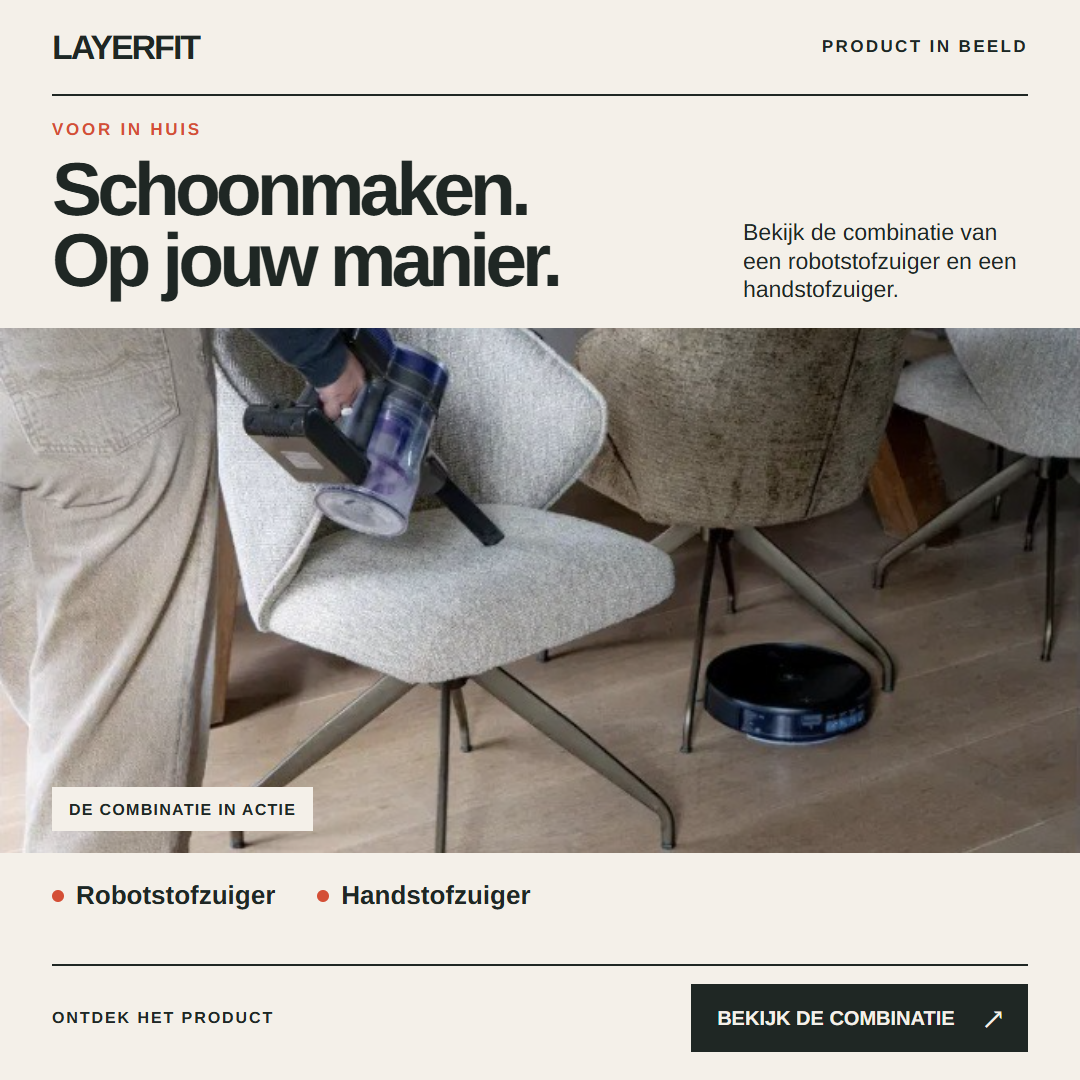 LAYERFIT
PRODUCT IN BEELD
VOOR IN HUIS
Schoonmaken.
Op jouw manier.
Bekijk de combinatie van
een robotstofzuiger en een
handstofzuiger.
DE COMBINATIE IN ACTIE
Robotstofzuiger
Handstofzuiger
ONTDEK HET PRODUCT
BEKIJK DE COMBINATIE ↗